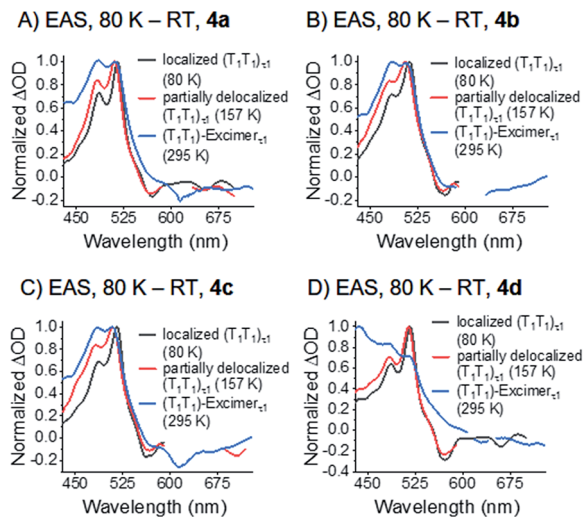 A) EAS, 80 K – RT, 4a
Normalized ΔOD
1.0
0.8
0.6
0.4
0.2
0.0
-0.2
localized (T₁T₁)τ₁
(80 K)
partially delocalized
(T₁T₁)τ₁ (157 K)
(T₁T₁)-Excimerτ₁
(295 K)
450 525 600 675
Wavelength (nm)
B) EAS, 80 K – RT, 4b
Normalized ΔOD
1.0
0.8
0.6
0.4
0.2
0.0
-0.2
localized (T₁T₁)τ₁
(80 K)
partially delocalized
(T₁T₁)τ₁ (157 K)
(T₁T₁)-Excimerτ₁
(295 K)
450 525 600 675
Wavelength (nm)
C) EAS, 80 K – RT, 4c
Normalized ΔOD
1.0
0.8
0.6
0.4
0.2
0.0
-0.2
localized (T₁T₁)τ₁
(80 K)
partially delocalized
(T₁T₁)τ₁ (157 K)
(T₁T₁)-Excimerτ₁
(295 K)
450 525 600 675
Wavelength (nm)
D) EAS, 80 K – RT, 4d
Normalized ΔOD
1.0
0.8
0.6
0.4
0.2
0.0
-0.2
-0.4
localized (T₁T₁)τ₁
(80 K)
partially delocalized
(T₁T₁)τ₁ (157 K)
(T₁T₁)-Excimerτ₁
(295 K)
450 525 600 675
Wavelength (nm)